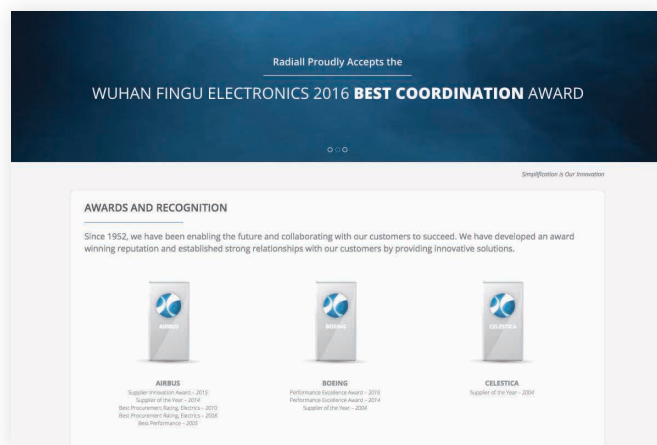 Radiall Proudly Accepts the
WUHAN FINGU ELECTRONICS 2016 BEST COORDINATION AWARD
Simplification is Our Innovation
AWARDS AND RECOGNITION
Since 1952, we have been enabling the future and collaborating with our customers to succeed. We have developed an award
winning reputation and established strong relationships with our customers by providing innovative solutions.
AIRBUS
BOEING
CELESTICA
AIRBUS
Supplier Innovation Award – 2015
Supplier of the Year – 2014
Best Procurement Racing, Electrics – 2010
Best Procurement Racing, Electrics – 2008
Best Performance – 2005
BOEING
Performance Excellence Award – 2015
Performance Excellence Award – 2014
Supplier of the Year – 2004
CELESTICA
Supplier of the Year – 2004